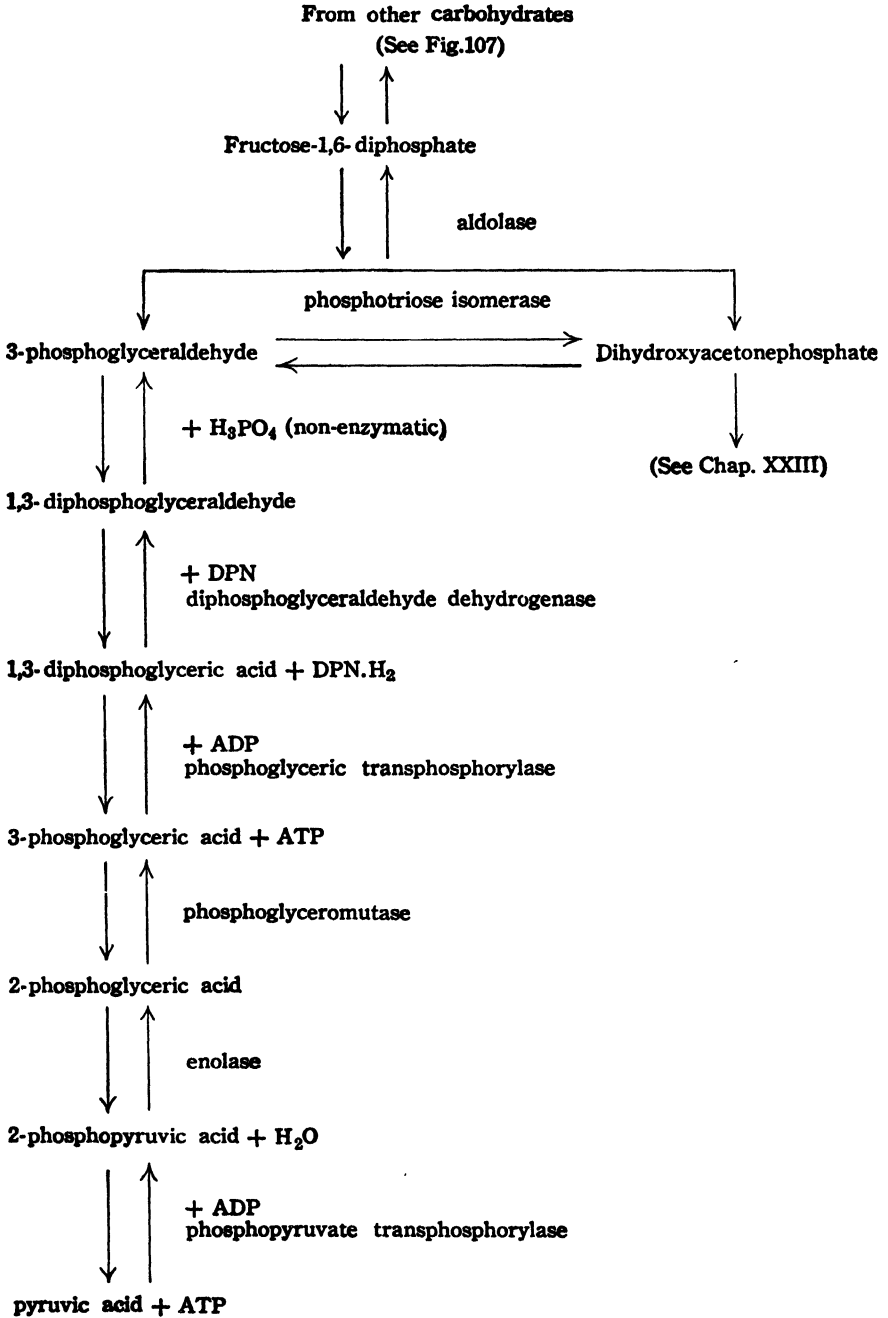 From other carbohydrates
(See Fig.107)
Fructose-1,6-diphosphate
aldolase
phosphotriose isomerase
3-phosphoglyceraldehyde
Dihydroxyacetonephosphate
+ H₃PO₄ (non-enzymatic)
(See Chap. XXIII)
1,3-diphosphoglyceraldehyde
+ DPN
diphosphoglyceraldehyde dehydrogenase
1,3-diphosphoglyceric acid + DPN.H₂
+ ADP
phosphoglyceric transphosphorylase
3-phosphoglyceric acid + ATP
phosphoglyceromutase
2-phosphoglyceric acid
enolase
2-phosphopyruvic acid + H₂O
+ ADP
phosphopyruvate transphosphorylase
pyruvic acid + ATP